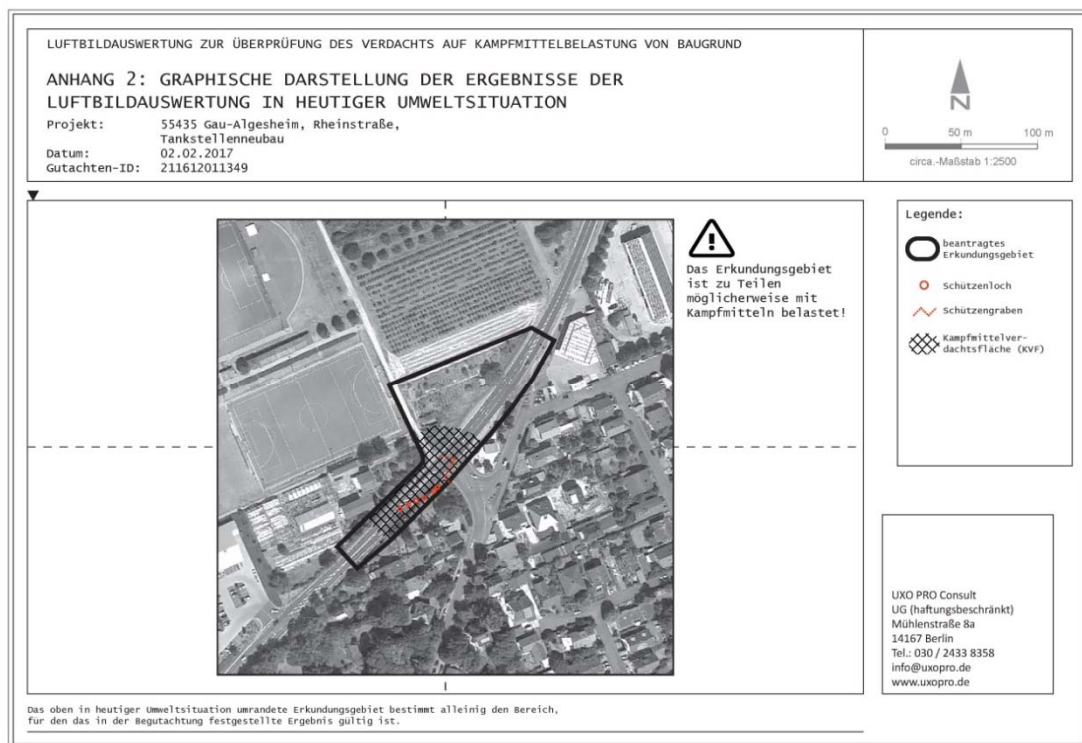 LUFTBILDAUSWERTUNG ZUR ÜBERPRÜFUNG DES VERDACHTS AUF KAMPFMITTELBELASTUNG VON BAUGRUND
ANHANG 2: GRAPHISCHE DARSTELLUNG DER ERGEBNISSE DER
LUFTBILDAUSWERTUNG IN HEUTIGER UMWELTSITUATION
Projekt: 55435 Gau-Algesheim, Rheinstraße,
Tankstellenneubau
Datum: 02.02.2017
Gutachten-ID: 211612011349
N
0 50 m 100 m
circa.-Maßstab 1:2500
Das Erkundungsgebiet
ist zu Teilen
möglicherweise mit
Kampfmitteln belastet!
Legende:
beantragtes
Erkundungsgebiet
Schützenloch
Schützengraben
Kampfmittelver-
dachtsfläche (KVF)
UXO PRO Consult
UG (haftungsbeschränkt)
Mühlenstraße 8a
14167 Berlin
Tel.: 030 / 2433 8358
info@uxopro.de
www.uxopro.de
Das oben in heutiger Umweltsituation umrandete Erkundungsgebiet bestimmt alleinig den Bereich,
für den das in der Begutachtung festgestellte Ergebnis gültig ist.